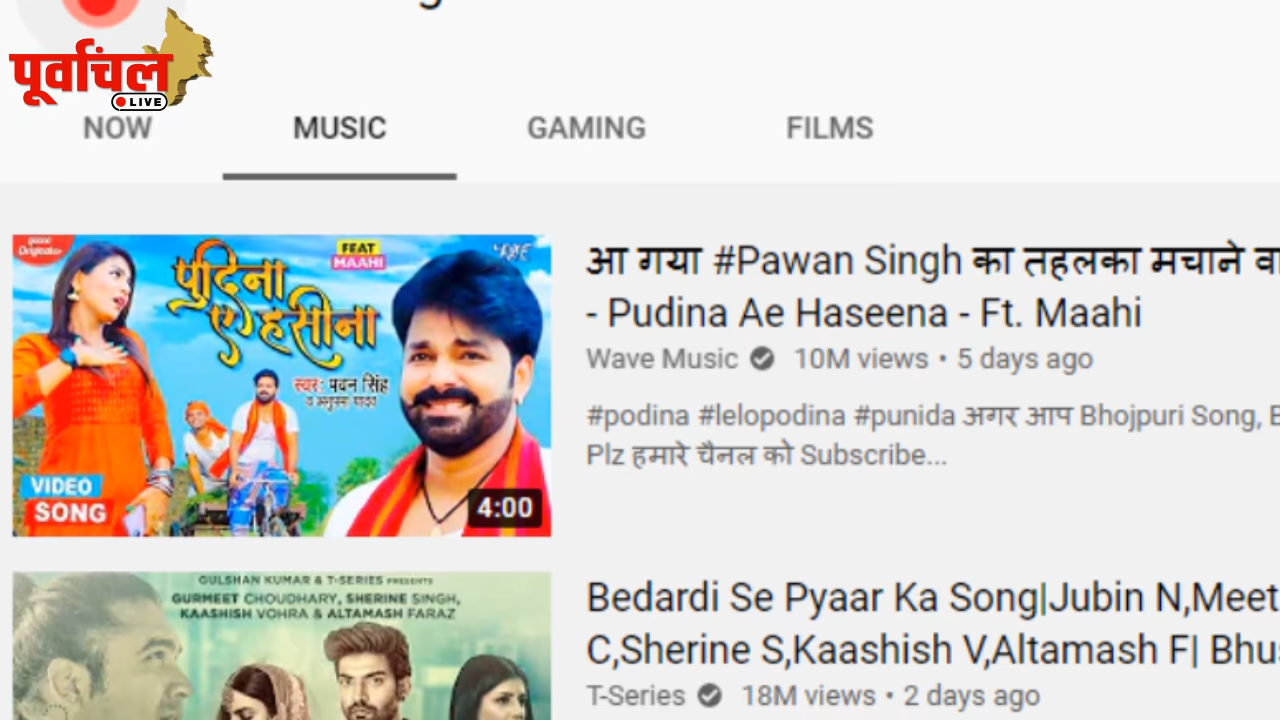 पूर्वांचल
LIVE
NOW MUSIC GAMING FILMS
FEAT
MAAHI
पुदिना
ए हसीना
स्वर: पवन सिंह
व अनुपमा यादव
VIDEO
SONG
4:00
आ गया #Pawan Singh का तहलका मचाने
- Pudina Ae Haseena - Ft. Maahi
Wave Music 10M views • 5 days ago
#podina #lelopodina #punida अगर आप Bhojpuri Song,
Plz हमारे चैनल को Subscribe...
GULSHAN KUMAR & T-SERIES PRESENTS
GURMEET CHOUDHARY, SHERINE SINGH,
KAASHISH VOHRA & ALTAMASH FARAZ
Bedardi Se Pyaar Ka Song|Jubin N,Meet
C,Sherine S,Kaashish V,Altamash F| Bhus
T-Series 18M views • 2 days ago